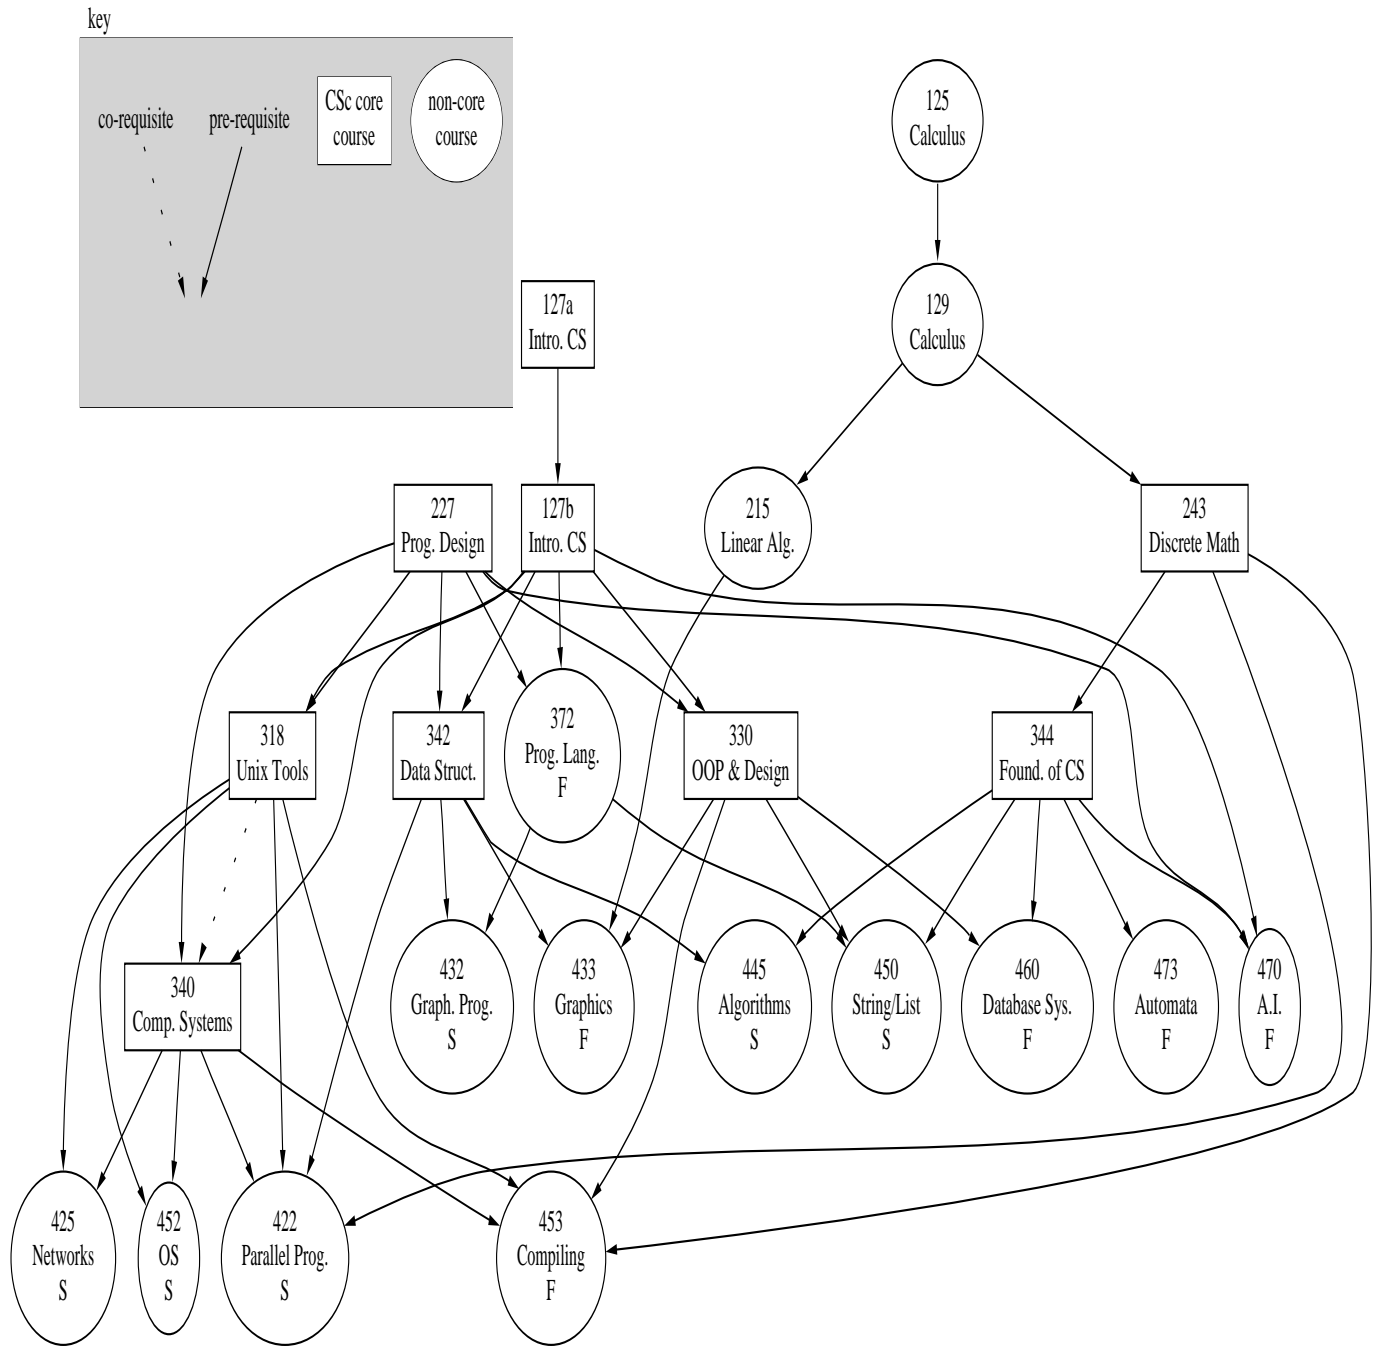 key
co-requisite
pre-requisite
CSc core
course
non-core
course
125
Calculus
127a
Intro. CS
129
Calculus
227
Prog. Design
127b
Intro. CS
215
Linear Alg.
243
Discrete Math
318
Unix Tools
342
Data Struct.
372
Prog. Lang.
F
330
OOP & Design
344
Found. of CS
340
Comp. Systems
432
Graph. Prog.
S
433
Graphics
F
445
Algorithms
S
450
String/List
S
460
Database Sys.
F
473
Automata
F
470
A.I.
F
425
Networks
S
452
OS
S
422
Parallel Prog.
S
453
Compiling
F